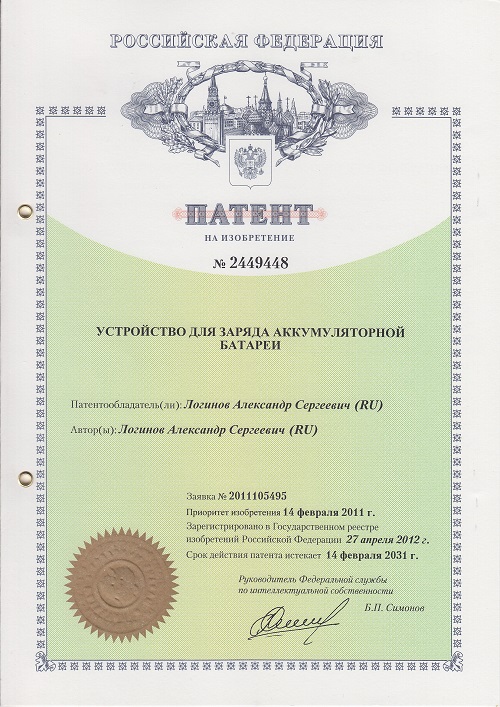 РОССИЙСКАЯ ФЕДЕРАЦИЯ
ПАТЕНТ
НА ИЗОБРЕТЕНИЕ
№ 2449448
УСТРОЙСТВО ДЛЯ ЗАРЯДА АККУМУЛЯТОРНОЙ
БАТАРЕИ
Патентообладатель(ли): Логинов Александр Сергеевич (RU)
Автор(ы): Логинов Александр Сергеевич (RU)
Заявка № 2011105495
Приоритет изобретения 14 февраля 2011 г.
Зарегистрировано в Государственном реестре
изобретений Российской Федерации 27 апреля 2012 г.
Срок действия патента истекает 14 февраля 2031 г.
Руководитель Федеральной службы
по интеллектуальной собственности
Б.П. Симонов